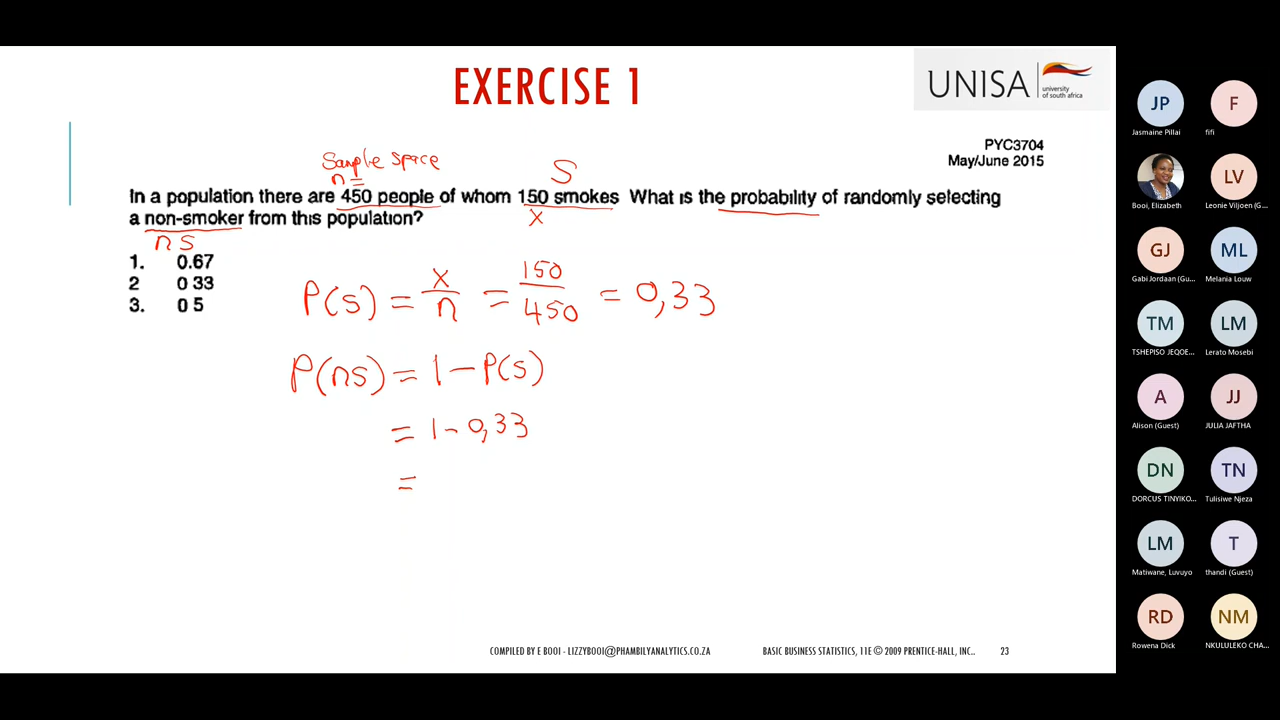 EXERCISE 1
UNISA
university
of south africa
PYC3704
May/June 2015
Sample space
n =
S
In a population there are 450 people of whom 150 smokes What is the probability of randomly selecting
x
a non-smoker from this population?
ns
1. 0.67
2 0 33
3. 0 5
P(s) = x/n = 150/450 = 0,33
P(ns) = 1 - P(s)
= 1 - 0,33
=
COMPILED BY E BOOI - LIZZYBOOI@PHAMBILYANALYTICS.CO.ZA
BASIC BUSINESS STATISTICS, 11E © 2009 PRENTICE-HALL, INC..
23
JP
F
Jasmaine Pillai
fifi
LV
Booi, Elizabeth
Leonie Viljoen (G...
GJ
ML
Gabi Jordaan (Gu...
Melania Louw
TM
LM
TSHEPISO JEQOE...
Lerato Mosebi
A
JJ
Alison (Guest)
JULIA JAFTHA
DN
TN
DORCUS TINYIKO...
Tulisiwe Njeza
LM
T
Matiwane, Luvuyo
thandi (Guest)
RD
NM
Rowena Dick
NKULULEKO CHA...